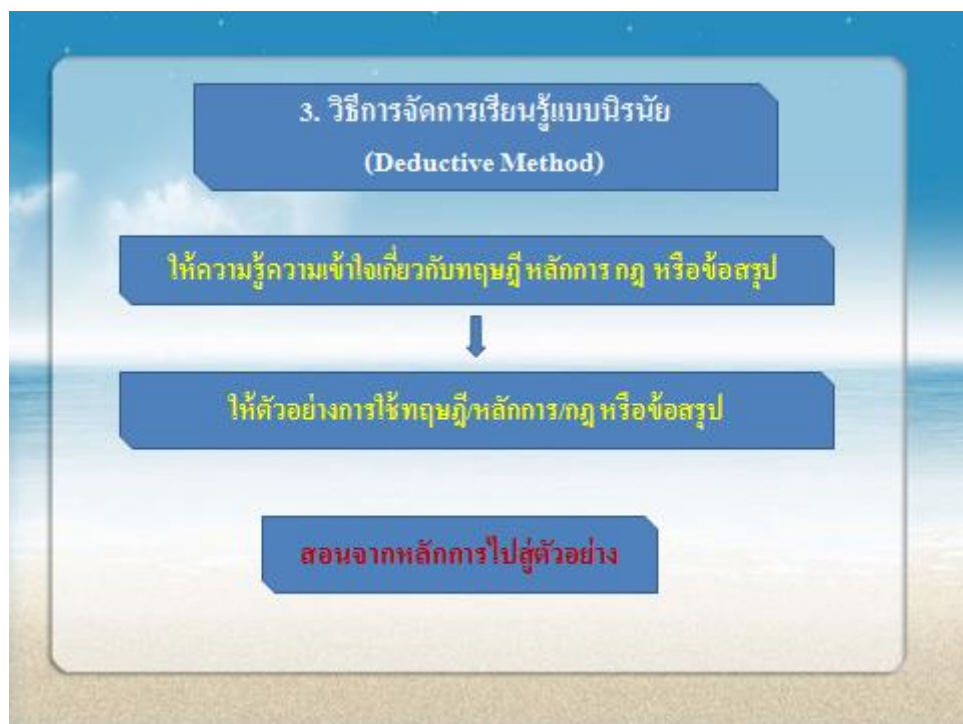 3. วิธีการจัดการเรียนรู้แบบนิรนัย
(Deductive Method)
ให้ความรู้ความเข้าใจเกี่ยวกับทฤษฎี หลักการ กฎ หรือข้อสรุป
ให้ตัวอย่างการใช้ทฤษฎี/หลักการ/กฎ หรือข้อสรุป
สอนจากหลักการไปสู่ตัวอย่าง